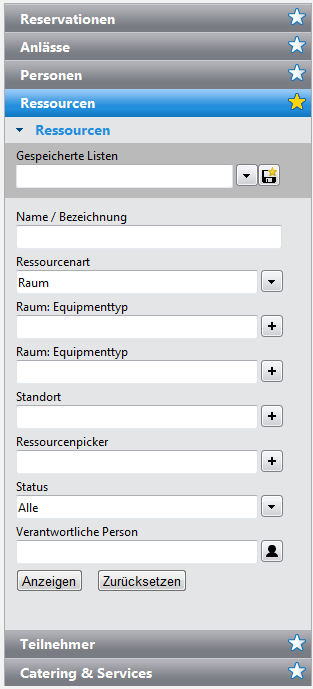 Reservationen
Anlässe
Personen
Ressourcen
Ressourcen
Gespeicherte Listen
Name / Bezeichnung
Ressourcenart
Raum
Raum: Equipmenttyp
Raum: Equipmenttyp
Standort
Ressourcenpicker
Status
Alle
Verantwortliche Person
Anzeigen Zurücksetzen
Teilnehmer
Catering & Services